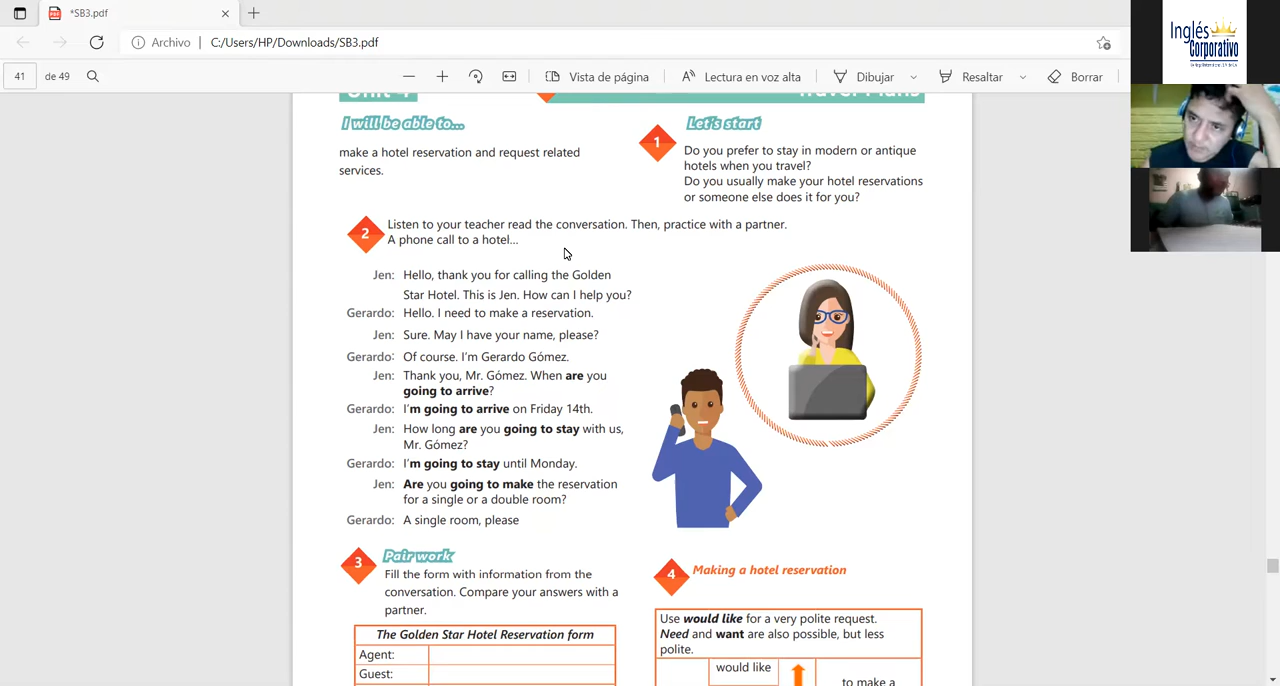 *SB3.pdf
Archivo
C:/Users/HP/Downloads/SB3.pdf
41
de 49
Vista de página
Lectura en voz alta
Dibujar
Resaltar
Borrar
Inglés
Corporativo
Unit 4
Travel Plans
I will be able to...
make a hotel reservation and request related
services.
1
Let's start
Do you prefer to stay in modern or antique
hotels when you travel?
Do you usually make your hotel reservations
or someone else does it for you?
2
Listen to your teacher read the conversation. Then, practice with a partner.
A phone call to a hotel...
Jen: Hello, thank you for calling the Golden
Star Hotel. This is Jen. How can I help you?
Gerardo: Hello. I need to make a reservation.
Jen: Sure. May I have your name, please?
Gerardo: Of course. I'm Gerardo Gómez.
Jen: Thank you, Mr. Gómez. When are you
going to arrive?
Gerardo: I'm going to arrive on Friday 14th.
Jen: How long are you going to stay with us,
Mr. Gómez?
Gerardo: I'm going to stay until Monday.
Jen: Are you going to make the reservation
for a single or a double room?
Gerardo: A single room, please
3
Pair work
Fill the form with information from the
conversation. Compare your answers with a
partner.
The Golden Star Hotel Reservation form
Agent:
Guest:
4
Making a hotel reservation
Use would like for a very polite request.
Need and want are also possible, but less
polite.
would like
to make a